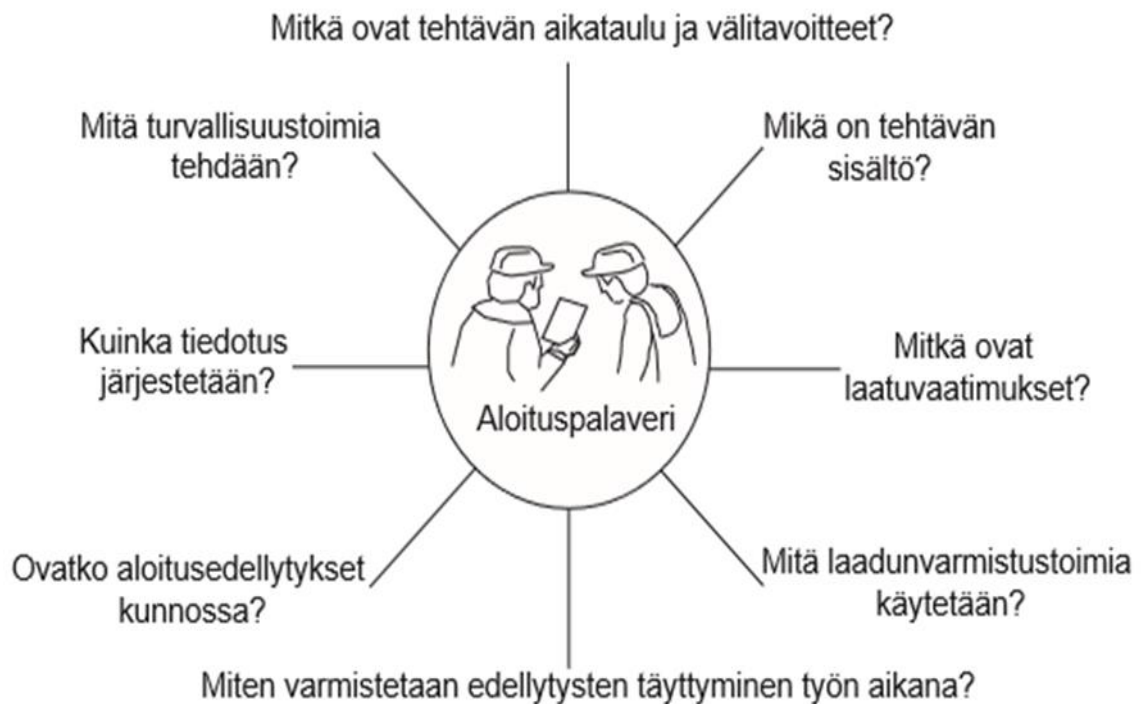 Mitkä ovat tehtävän aikataulu ja välitavoitteet?
Mitä turvallisuustoimia
tehdään?
Mikä on tehtävän
sisältö?
Kuinka tiedotus
järjestetään?
Mitkä ovat
laatuvaatimukset?
Aloituspalaveri
Ovatko aloitusedellytykset
kunnossa?
Mitä laadunvarmistustoimia
käytetään?
Miten varmistetaan edellytysten täyttyminen työn aikana?